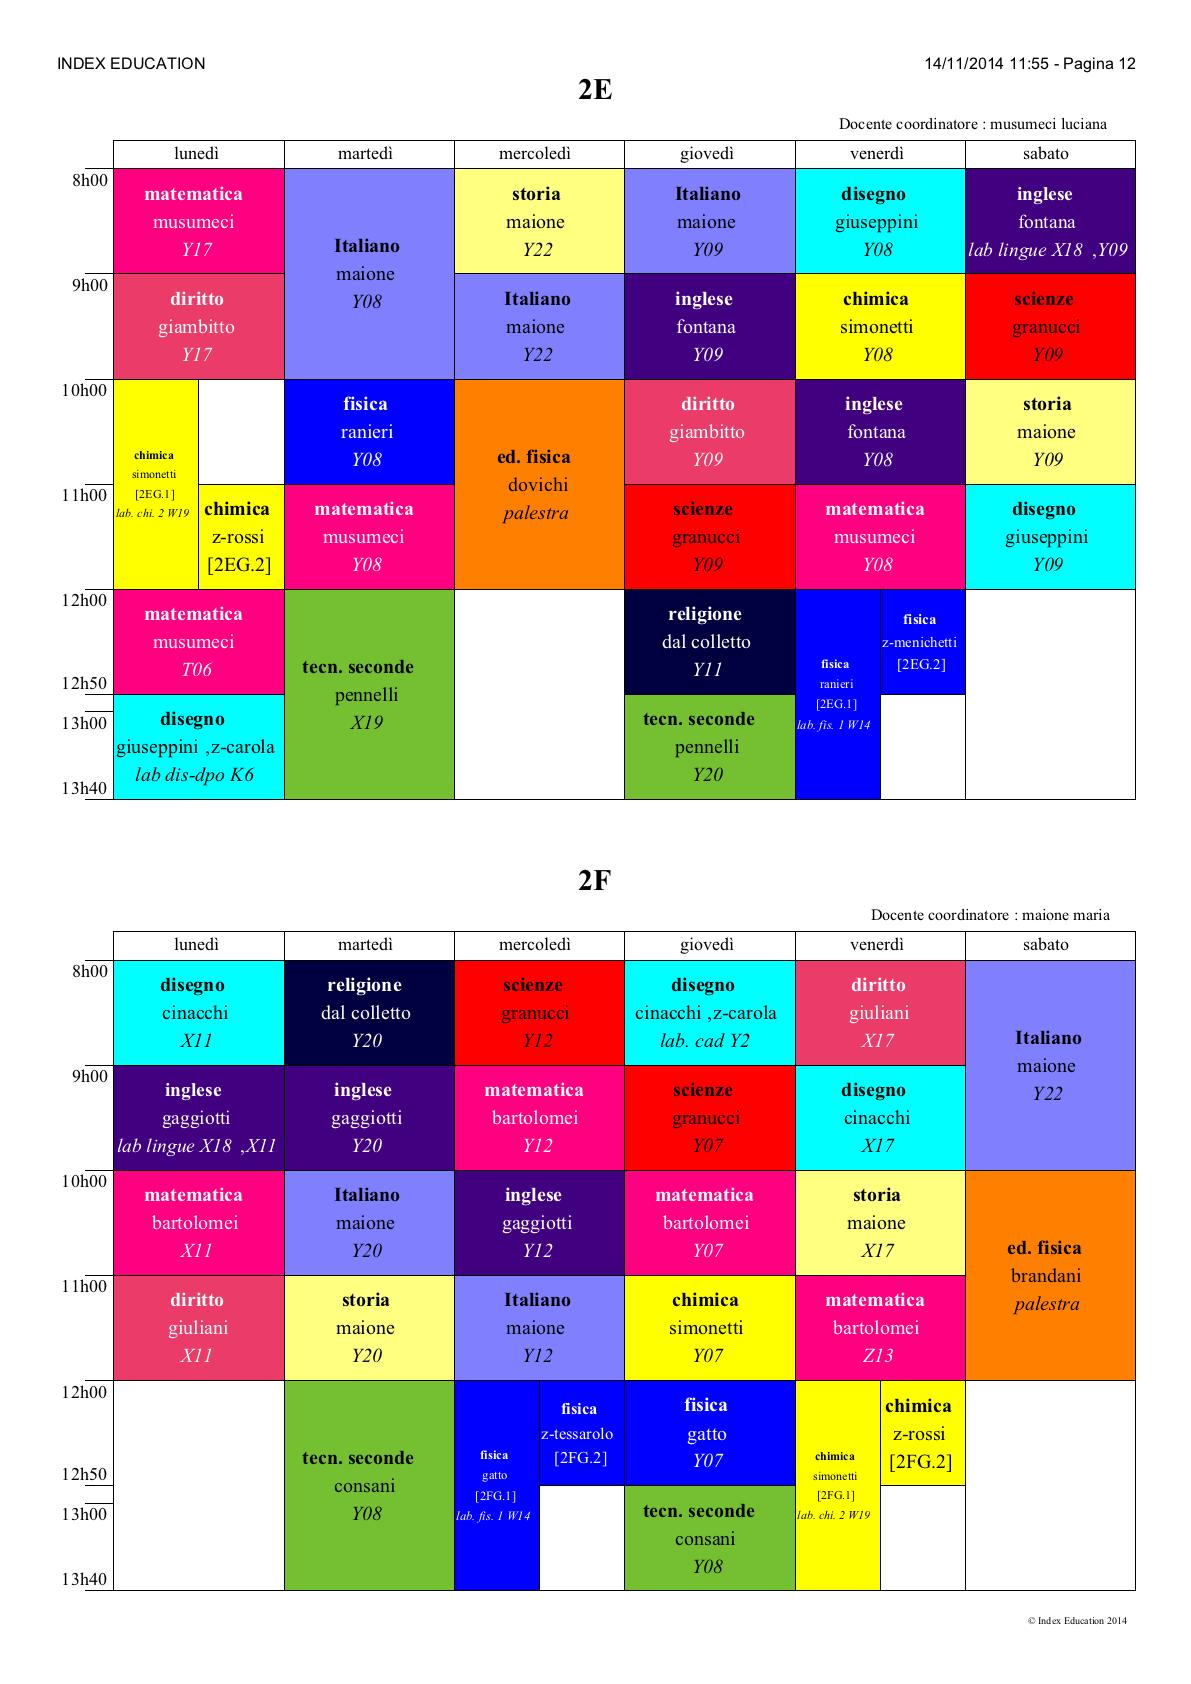 INDEX EDUCATION
14/11/2014 11:55 - Pagina 12
2E
Docente coordinatore : musumeci luciana
lunedì martedì mercoledì giovedì venerdì sabato
8h00
matematica
musumeci
Y17
Italiano
maione
Y08
storia
maione
Y22
Italiano
maione
Y09
disegno
giuseppini
Y08
inglese
fontana
lab lingue X18 ,Y09
9h00
diritto
giambitto
Y17
Italiano
maione
Y22
inglese
fontana
Y09
chimica
simonetti
Y08
scienze
granucci
Y09
10h00
chimica
simonetti
[2EG.1]
lab. chi. 2 W19
fisica
ranieri
Y08
ed. fisica
dovichi
palestra
diritto
giambitto
Y09
inglese
fontana
Y08
storia
maione
Y09
11h00
chimica
z-rossi
[2EG.2]
matematica
musumeci
Y08
scienze
granucci
Y09
matematica
musumeci
Y08
disegno
giuseppini
Y09
12h00
matematica
musumeci
T06
tecn. seconde
pennelli
X19
religione
dal colletto
Y11
fisica
ranieri
[2EG.1]
lab. fis. 1 W14
fisica
z-menichetti
[2EG.2]
12h50
disegno
giuseppini ,z-carola
lab dis-dpo K6
tecn. seconde
pennelli
Y20
13h00
13h40
2F
Docente coordinatore : maione maria
lunedì martedì mercoledì giovedì venerdì sabato
8h00
disegno
cinacchi
X11
religione
dal colletto
Y20
scienze
granucci
Y12
disegno
cinacchi ,z-carola
lab. cad Y2
diritto
giuliani
X17
Italiano
maione
Y22
9h00
inglese
gaggiotti
lab lingue X18 ,X11
inglese
gaggiotti
Y20
matematica
bartolomei
Y12
scienze
granucci
Y07
disegno
cinacchi
X17
10h00
matematica
bartolomei
X11
Italiano
maione
Y20
inglese
gaggiotti
Y12
matematica
bartolomei
Y07
storia
maione
X17
ed. fisica
brandani
palestra
11h00
diritto
giuliani
X11
storia
maione
Y20
Italiano
maione
Y12
chimica
simonetti
Y07
matematica
bartolomei
Z13
12h00
tecn. seconde
consani
Y08
fisica
gatto
[2FG.1]
lab. fis. 1 W14
fisica
z-tessarolo
[2FG.2]
fisica
gatto
Y07
chimica
simonetti
[2FG.1]
lab. chi. 2 W19
chimica
z-rossi
[2FG.2]
12h50
tecn. seconde
consani
Y08
13h00
13h40
© Index Education 2014